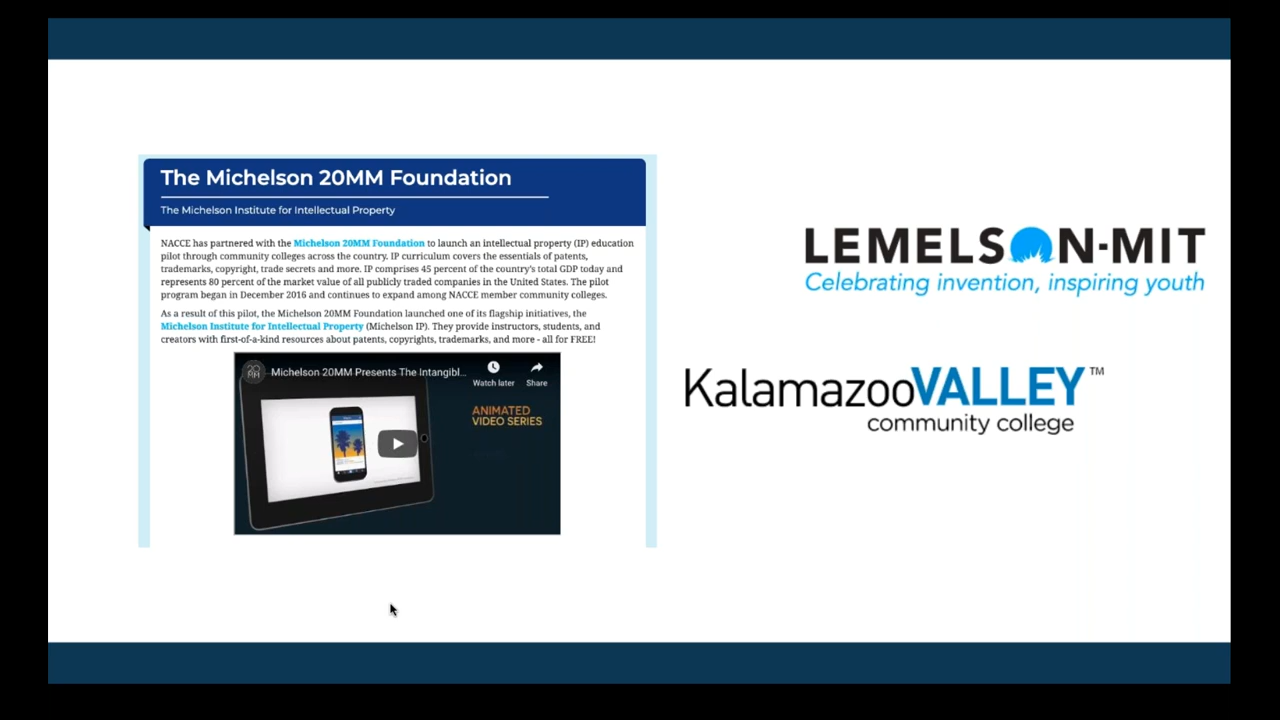 The Michelson 20MM Foundation
The Michelson Institute for Intellectual Property
NACCE has partnered with the Michelson 20MM Foundation to launch an intellectual property (IP) education
pilot through community colleges across the country. IP curriculum covers the essentials of patents,
trademarks, copyright, trade secrets and more. IP comprises 45 percent of the country's total GDP today and
represents 80 percent of the market value of all publicly traded companies in the United States. The pilot
program began in December 2016 and continues to expand among NACCE member community colleges.
As a result of this pilot, the Michelson 20MM Foundation launched one of its flagship initiatives, the
Michelson Institute for Intellectual Property (Michelson IP). They provide instructors, students, and
creators with first-of-a-kind resources about patents, copyrights, trademarks, and more - all for FREE!
20
MM
Michelson 20MM Presents The Intangibl...
Watch later
Share
ANIMATED
VIDEO SERIES
LEMELSON-MIT
Celebrating invention, inspiring youth
KalamazooVALLEY™
community college